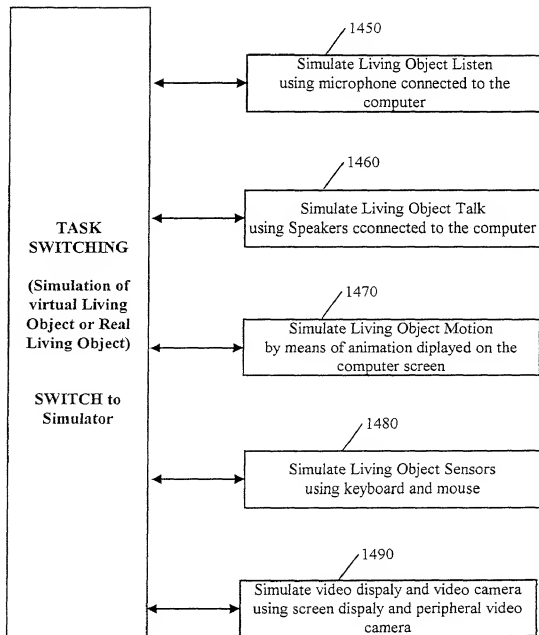 1450
Simulate Living Object Listen
using microphone connected to the
computer
1460
Simulate Living Object Talk
using Speakers cconnected to the computer
TASK
SWITCHING
(Simulation of
virtual Living
Object or Real
Living Object)
SWITCH to
Simulator
1470
Simulate Living Object Motion
by means of animation diplayed on the
computer screen
1480
Simulate Living Object Sensors
using keyboard and mouse
1490
Simulate video dispaly and video camera
using screen dispaly and peripheral video
camera